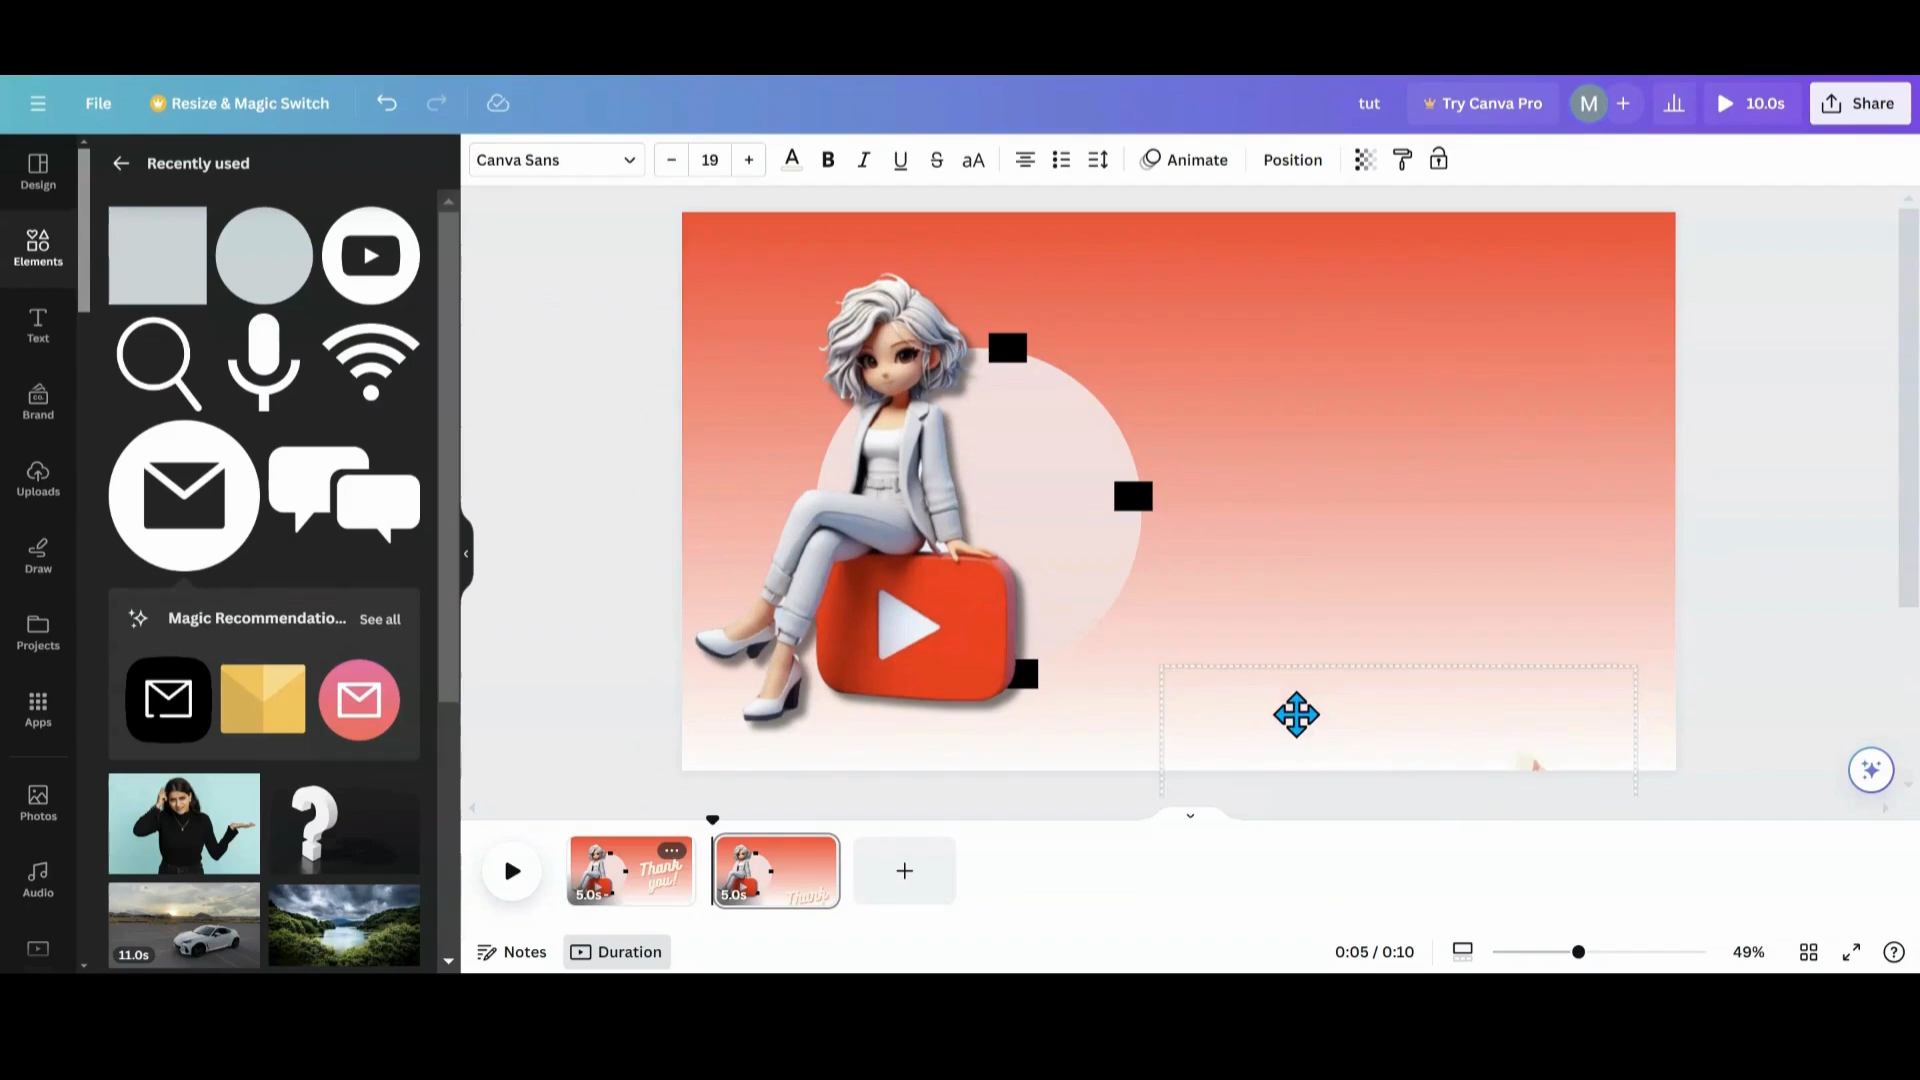 File
Resize & Magic Switch
tut
Try Canva Pro
M
10.0s
Share
Design
Elements
Text
Brand
Uploads
Draw
Projects
Apps
Photos
Audio
Recently used
Magic Recommendatio...
See all
11.0s
Canva Sans
19
A
B
I
U
S
aA
Animate
Position
Thank
you!
5.0s
Thank
5.0s
Notes
Duration
0:05 / 0:10
49%